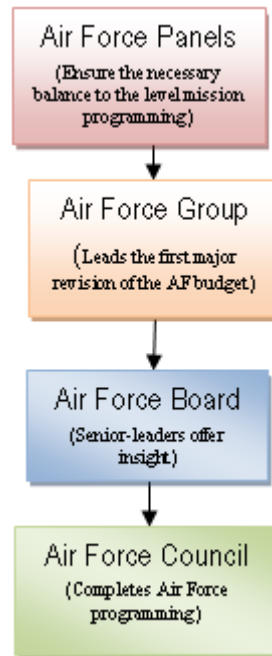 Air Force Panels
(Ensure the necessary
balance to the level mission
programming)
Air Force Group
(Leads the first major
revision of the AF budget)
Air Force Board
(Senior-leaders offer
insight.)
Air Force Council
(Completes Air Force
programming)